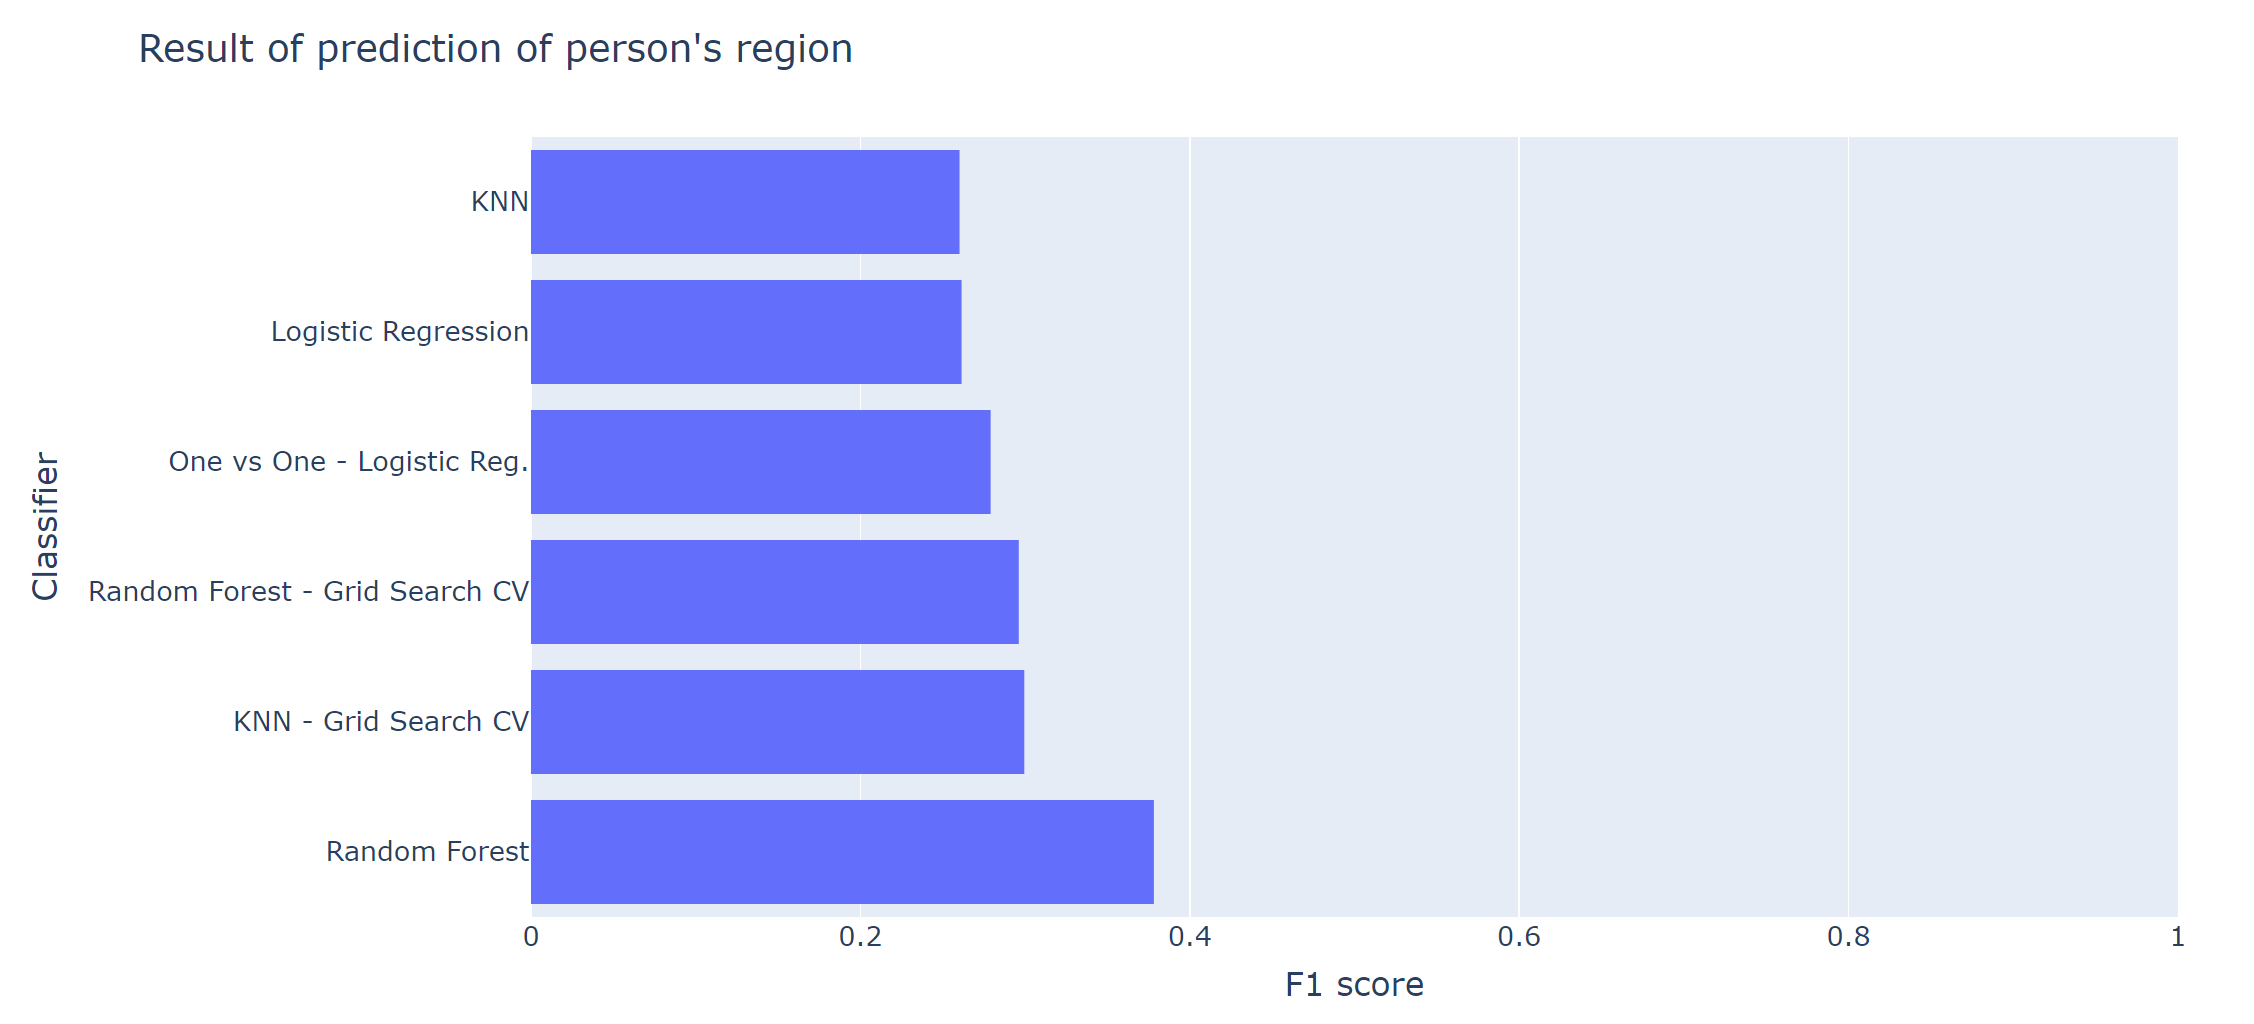 Result of prediction of person's region
KNN
Logistic Regression
One vs One - Logistic Reg.
Random Forest - Grid Search CV
KNN - Grid Search CV
Random Forest
Classifier
0 0.2 0.4 0.6 0.8 1
F1 score